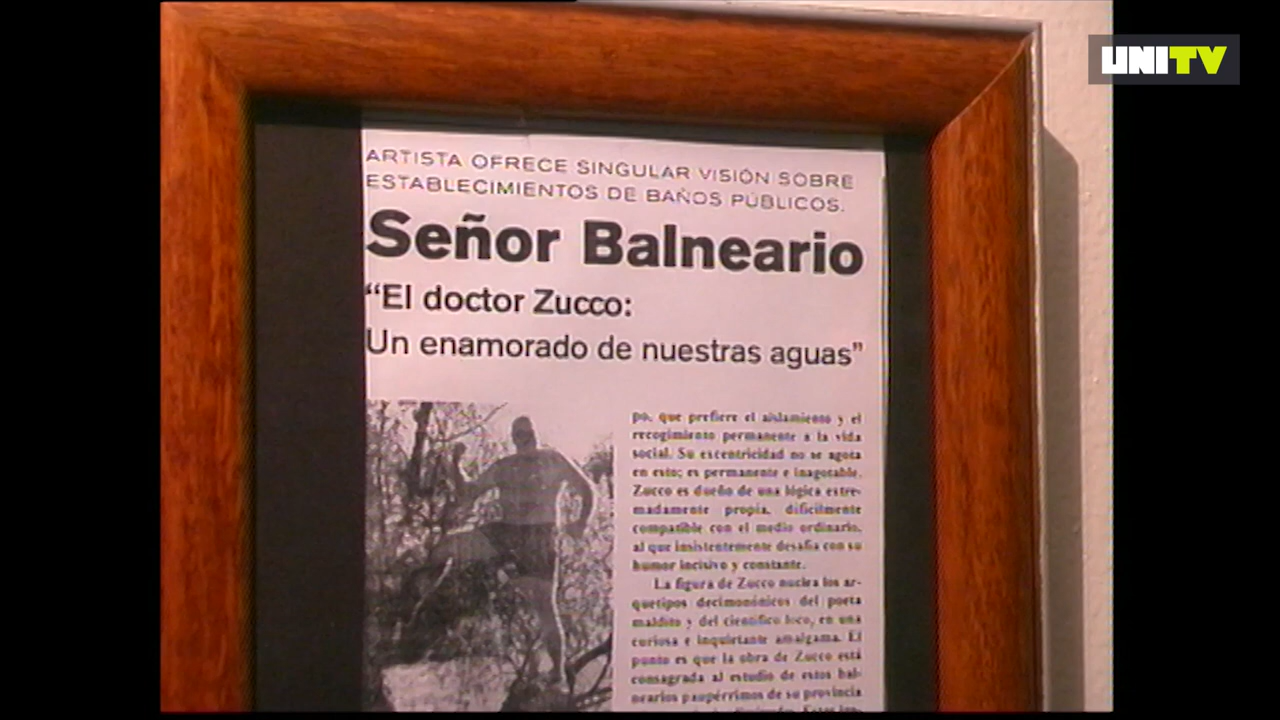 UNITV
ARTISTA OFRECE SINGULAR VISIÓN SOBRE
ESTABLECIMIENTOS DE BAÑOS PÚBLICOS.
Señor Balneario
“El doctor Zucco:
Un enamorado de nuestras aguas”
po, que prefiere el aislamiento y el
recogimiento permanente a la vida
social. Su excentricidad no se agota
en esto; es permanente e inagotable.
Zucco es dueño de una lógica extre-
madamente propia, difícilmente
compatible con el medio ordinario,
al que insistentemente desafía con su
humor incisivo y constante.
La figura de Zucco nuclea los ar-
quetipos decimonónicos del poeta
maldito y del científico loco, en una
curiosa e inquietante amalgama. El
punto es que la obra de Zucco está
consagrada al estudio de estos bal-
nearios paupérrimos de su provincia